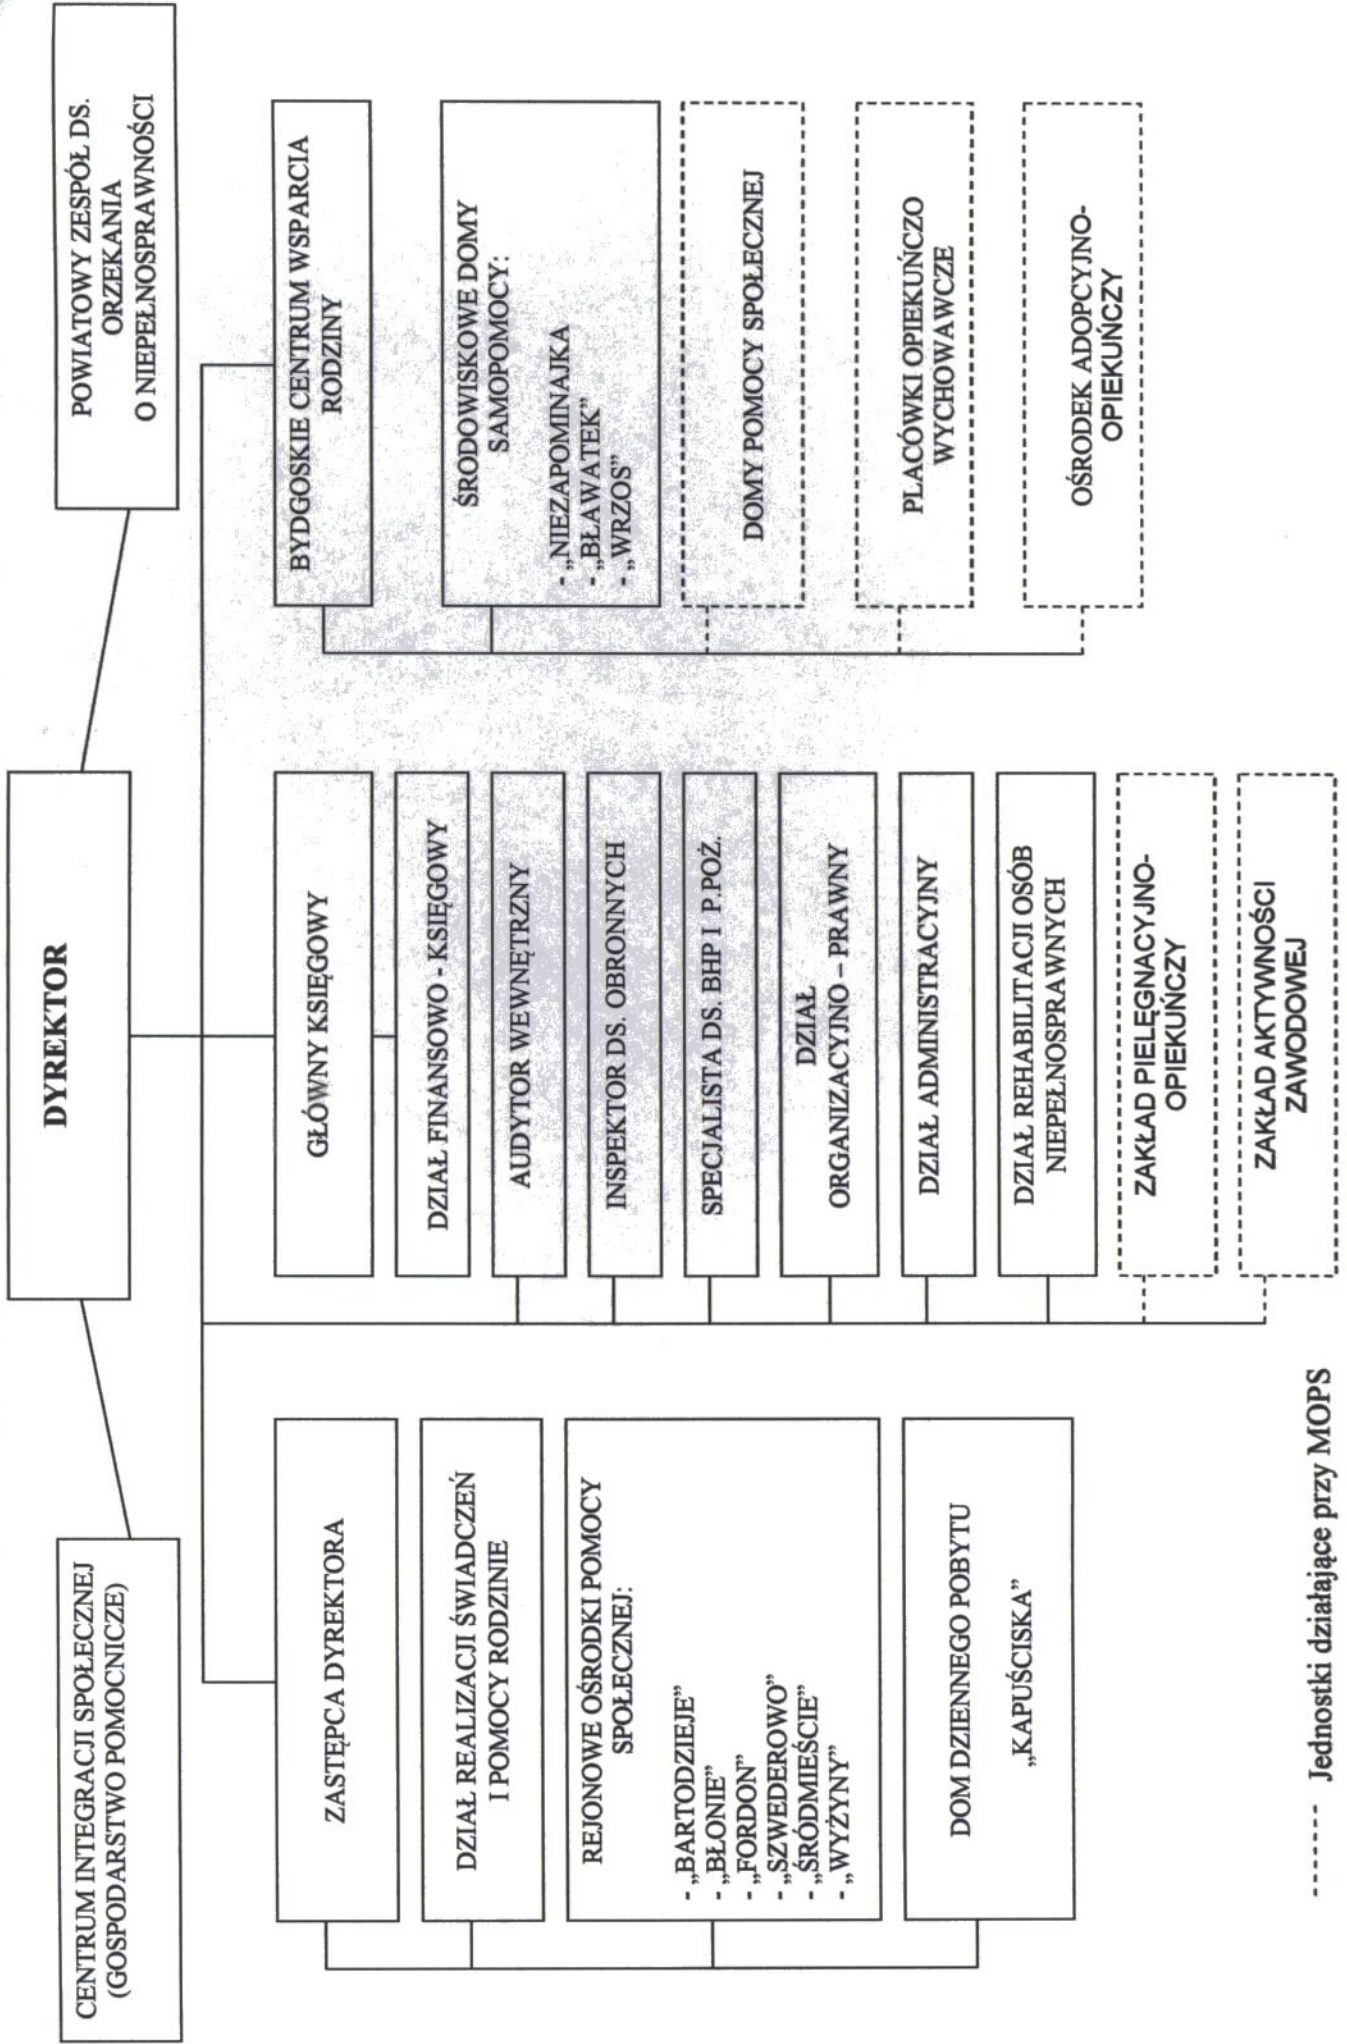 DYREKTOR
CENTRUM INTEGRACJI SPOŁECZNEJ
(GOSPODARSTWO POMOCNICZE)
POWIATOWY ZESPÓŁ DS.
ORZEKANIA
O NIEPEŁNOSPRAWNOŚCI
ZASTĘPCA DYREKTORA
DZIAŁ REALIZACJI ŚWIADCZEŃ
I POMOCY RODZINIE
REJONOWE OŚRODKI POMOCY
SPOŁECZNEJ:
- „BARTODZIEJE”
- „BŁONIE”
- „FORDON”
- „SZWEDEROWO”
- „ŚRÓDMIEŚCIE”
- „WYŻYNY”
DOM DZIENNEGO POBYTU
„KAPUŚCISKA”
GŁÓWNY KSIĘGOWY
DZIAŁ FINANSOWO - KSIĘGOWY
AUDYTOR WEWNĘTRZNY
INSPEKTOR DS. OBRONNYCH
SPECJALISTA DS. BHP I P.POŻ.
DZIAŁ
ORGANIZACYJNO – PRAWNY
DZIAŁ ADMINISTRACYJNY
DZIAŁ REHABILITACJI OSÓB
NIEPEŁNOSPRAWNYCH
ZAKŁAD PIELĘGNACYJNO-
OPIEKUŃCZY
ZAKŁAD AKTYWNOŚCI
ZAWODOWEJ
BYDGOSKIE CENTRUM WSPARCIA
RODZINY
ŚRODOWISKOWE DOMY
SAMOPOMOCY:
- „NIEZAPOMINAJKA
- „BŁAWATEK”
- „WRZOS”
DOMY POMOCY SPOŁECZNEJ
PLACÓWKI OPIEKUŃCZO
WYCHOWAWCZE
OŚRODEK ADOPCYJNO-
OPIEKUŃCZY
------ Jednostki działające przy MOPS